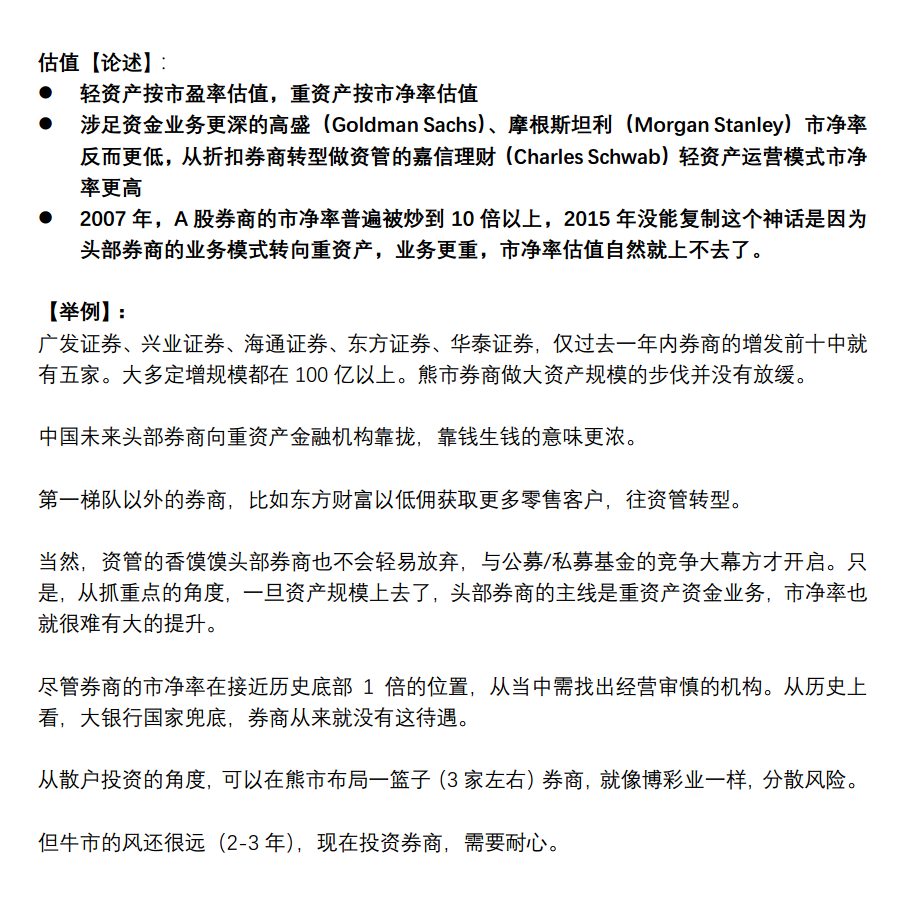 估值【论述】:
● 轻资产按市盈率估值，重资产按市净率估值
● 涉足资金业务更深的高盛（Goldman Sachs）、摩根斯坦利（Morgan Stanley）市净率
反而更低，从折扣券商转型做资管的嘉信理财（Charles Schwab）轻资产运营模式市净
率更高
● 2007 年，A 股券商的市净率普遍被炒到 10 倍以上，2015 年没能复制这个神话是因为
头部券商的业务模式转向重资产，业务更重，市净率估值自然就上不去了。
【举例】：
广发证券、兴业证券、海通证券、东方证券、华泰证券，仅过去一年内券商的增发前十中就
有五家。大多定增规模都在 100 亿以上。熊市券商做大资产规模的步伐并没有放缓。
中国未来头部券商向重资产金融机构靠拢，靠钱生钱的意味更浓。
第一梯队以外的券商，比如东方财富以低佣获取更多零售客户，往资管转型。
当然，资管的香馍馍头部券商也不会轻易放弃，与公募/私募基金的竞争大幕方才开启。只
是，从抓重点的角度，一旦资产规模上去了，头部券商的主线是重资产资金业务，市净率也
就很难有大的提升。
尽管券商的市净率在接近历史底部 1 倍的位置，从当中需找出经营审慎的机构。从历史上
看，大银行国家兜底，券商从来就没有这待遇。
从散户投资的角度，可以在熊市布局一篮子（3 家左右）券商，就像博彩业一样，分散风险。
但牛市的风还很远（2-3 年），现在投资券商，需要耐心。